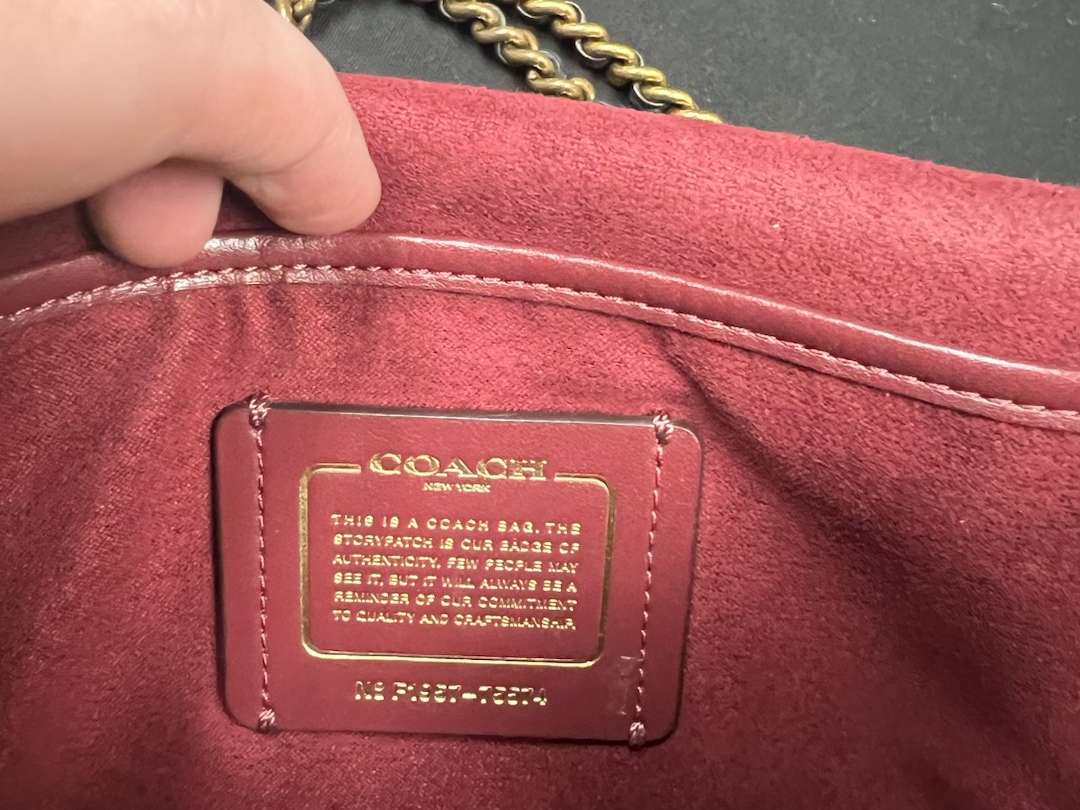 COACH
NEW YORK
THIS IS A COACH BAG. THE
STORYPATCH IS OUR BADGE OF
AUTHENTICITY. FEW PEOPLE MAY
SEE IT, BUT IT WILL ALWAYS BE A
REMINDER OF OUR COMMITMENT
TO QUALITY AND CRAFTSMANSHIP.
Nº